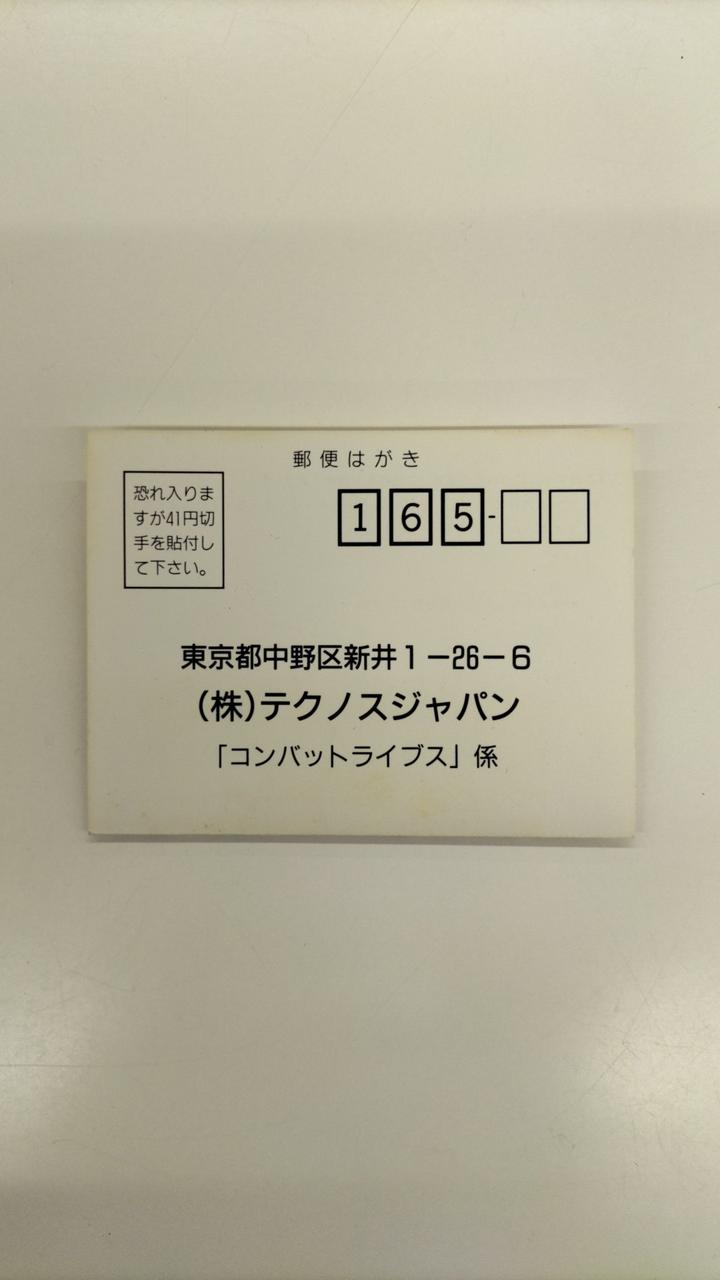 郵便はがき
恐れ入りま
すが41円切
手を貼付し
て下さい。
165-
東京都中野区新井1-26-6
(株)テクノスジャパン
「コンバットライブス」係